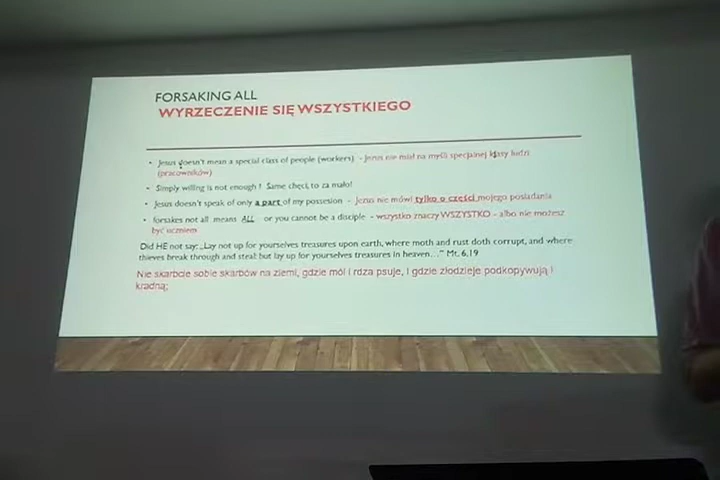 FORSAKING ALL
WYRZECZENIE SIĘ WSZYSTKIEGO
• Jesus doesn't mean a special class of people (workers) - Jezus nie miał na myśli specjalnej klasy ludzi
(pracowników)
• Simply willing is not enough ! Same chęci, to za mało!
• Jesus doesn't speak of only a part of my possesion - Jezus nie mówi tylko o części mojego posiadania
• forsakes not all means ALL or you cannot be a disciple - wszystko znaczy WSZYSTKO - albo nie możesz
być uczniem
Did HE not say: „Lay not up for yourselves treasures upon earth, where moth and rust doth corrupt, and where
thieves break through and steal: but lay up for yourselves treasures in heaven…" Mt. 6,19
Nie skarbcie sobie skarbów na ziemi, gdzie mól i rdza psuje, i gdzie złodzieje podkopywują i
kradną;